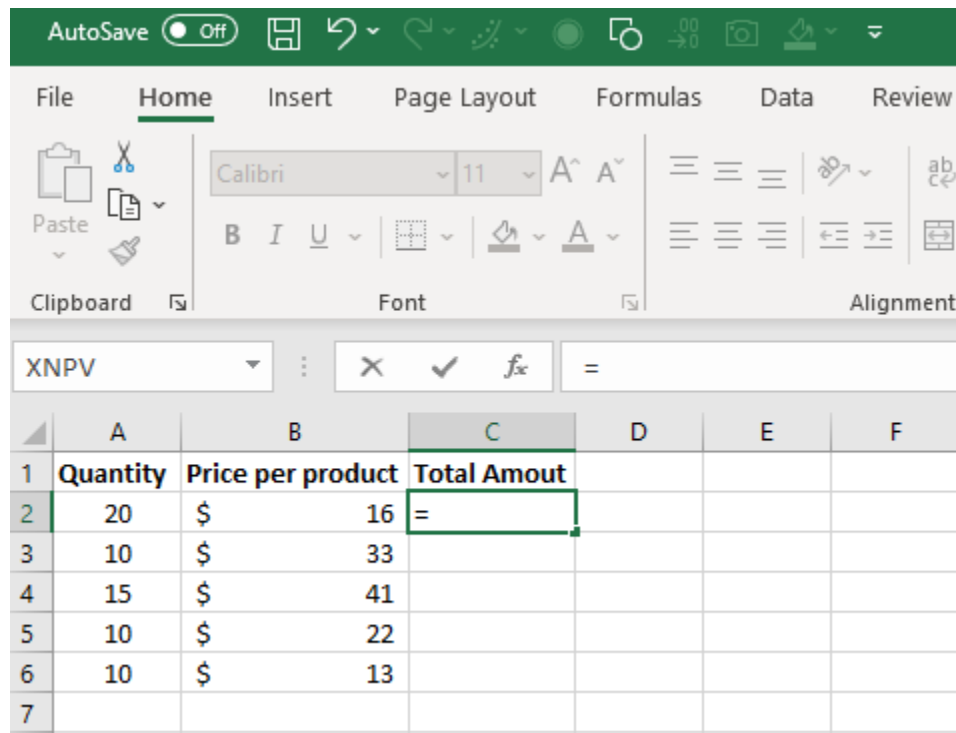 AutoSave Off
File Home Insert Page Layout Formulas Data Review
Calibri 11 A A ab
Paste B I U A
Clipboard Font Alignment
XNPV fx =
A B C D E F
1 Quantity Price per product Total Amout
2 20 $ 16 =
3 10 $ 33
4 15 $ 41
5 10 $ 22
6 10 $ 13
7